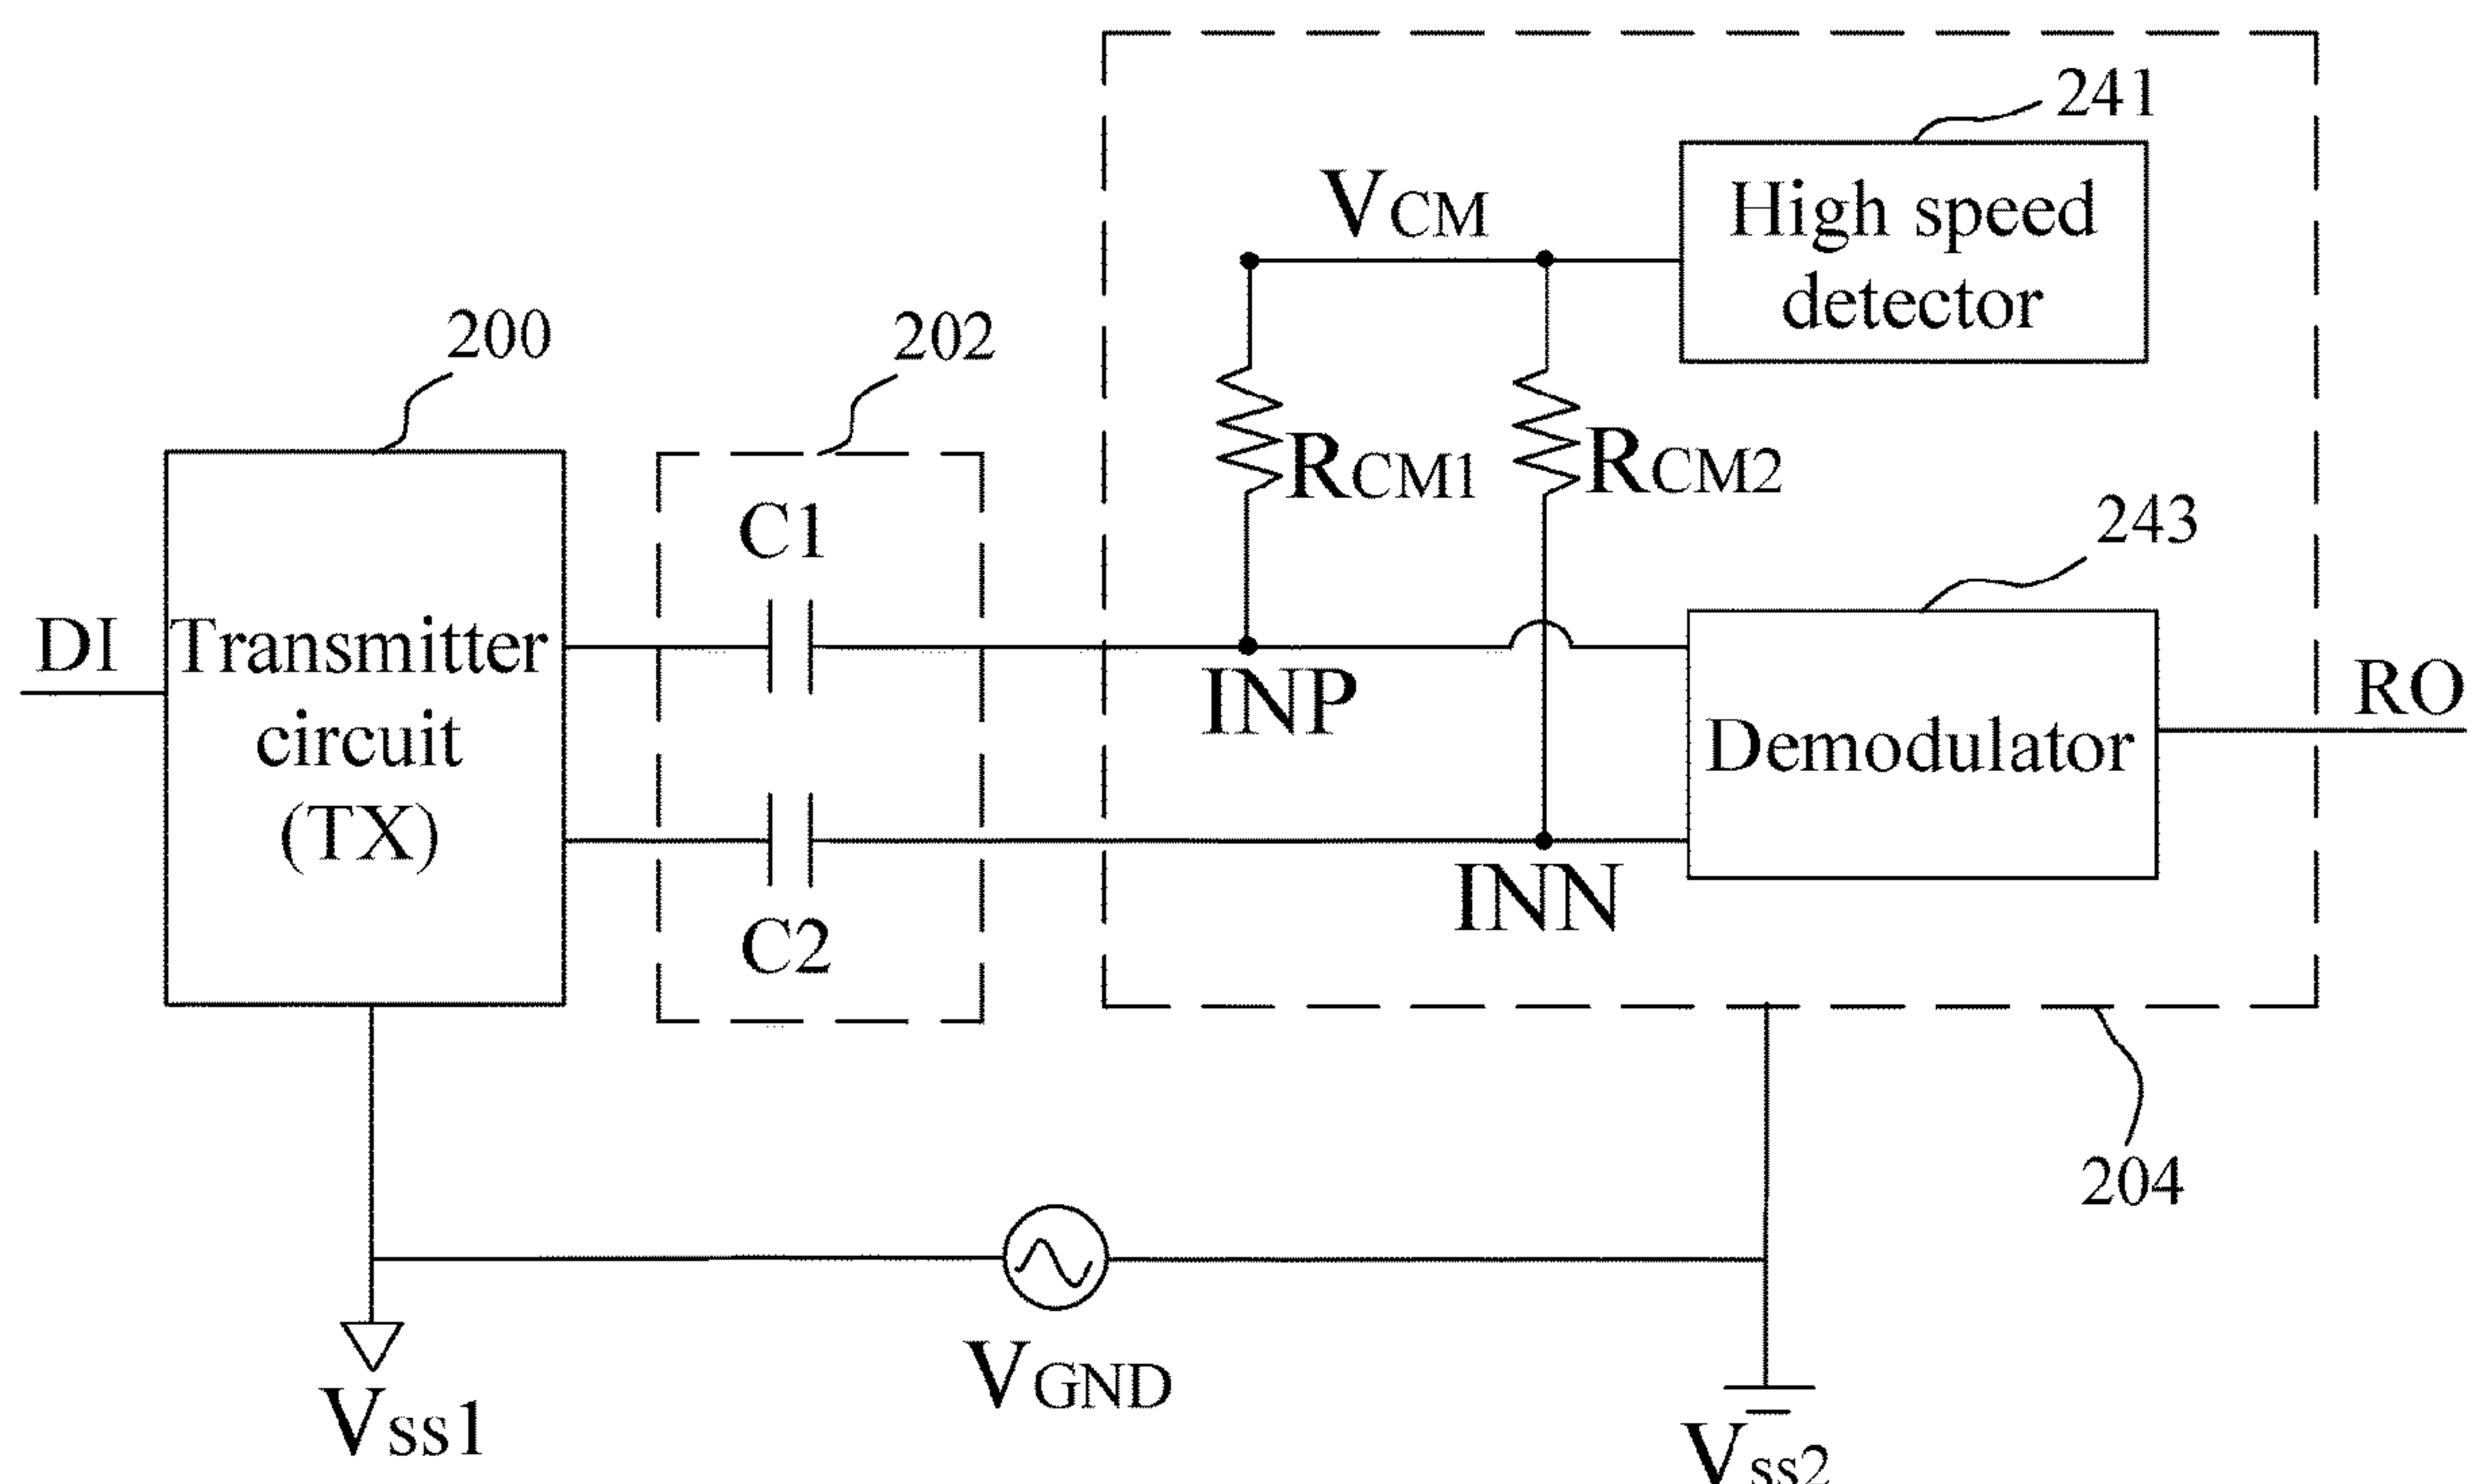 241
High speed
detector
VCM
200
202
RCM1
RCM2
243
C1
DI
Transmitter
circuit
(TX)
INP
RO
Demodulator
INN
C2
204
VGND
Vss1
Vss2